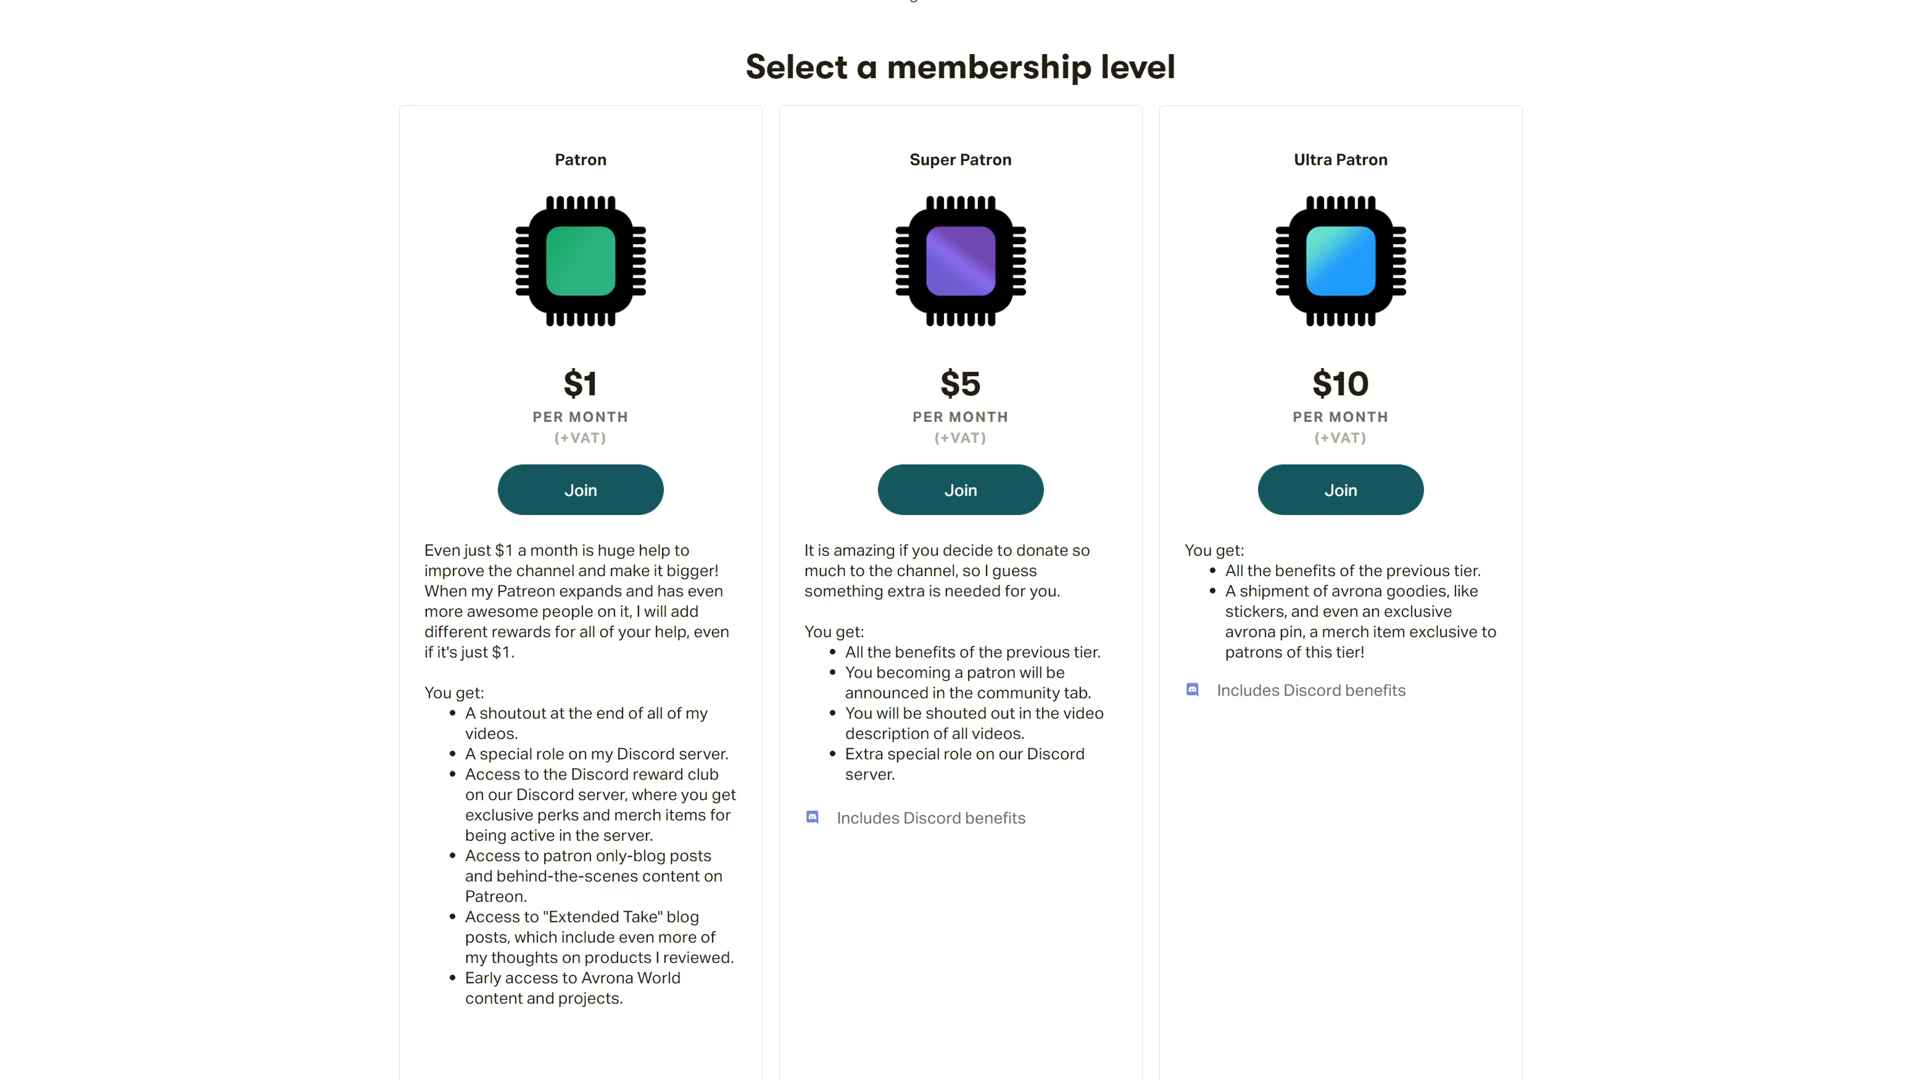 Select a membership level
Patron
$1
PER MONTH
(+VAT)
Join
Even just $1 a month is huge help to
improve the channel and make it bigger!
When my Patreon expands and has even
more awesome people on it, I will add
different rewards for all of your help, even
if it's just $1.
You get:
• A shoutout at the end of all of my
videos.
• A special role on my Discord server.
• Access to the Discord reward club
on our Discord server, where you get
exclusive perks and merch items for
being active in the server.
• Access to patron only-blog posts
and behind-the-scenes content on
Patreon.
• Access to "Extended Take" blog
posts, which include even more of
my thoughts on products I reviewed.
• Early access to Avrona World
content and projects.
Super Patron
$5
PER MONTH
(+VAT)
Join
It is amazing if you decide to donate so
much to the channel, so I guess
something extra is needed for you.
You get:
• All the benefits of the previous tier.
• You becoming a patron will be
announced in the community tab.
• You will be shouted out in the video
description of all videos.
• Extra special role on our Discord
server.
Includes Discord benefits
Ultra Patron
$10
PER MONTH
(+VAT)
Join
You get:
• All the benefits of the previous tier.
• A shipment of avrona goodies, like
stickers, and even an exclusive
avrona pin, a merch item exclusive to
patrons of this tier!
Includes Discord benefits